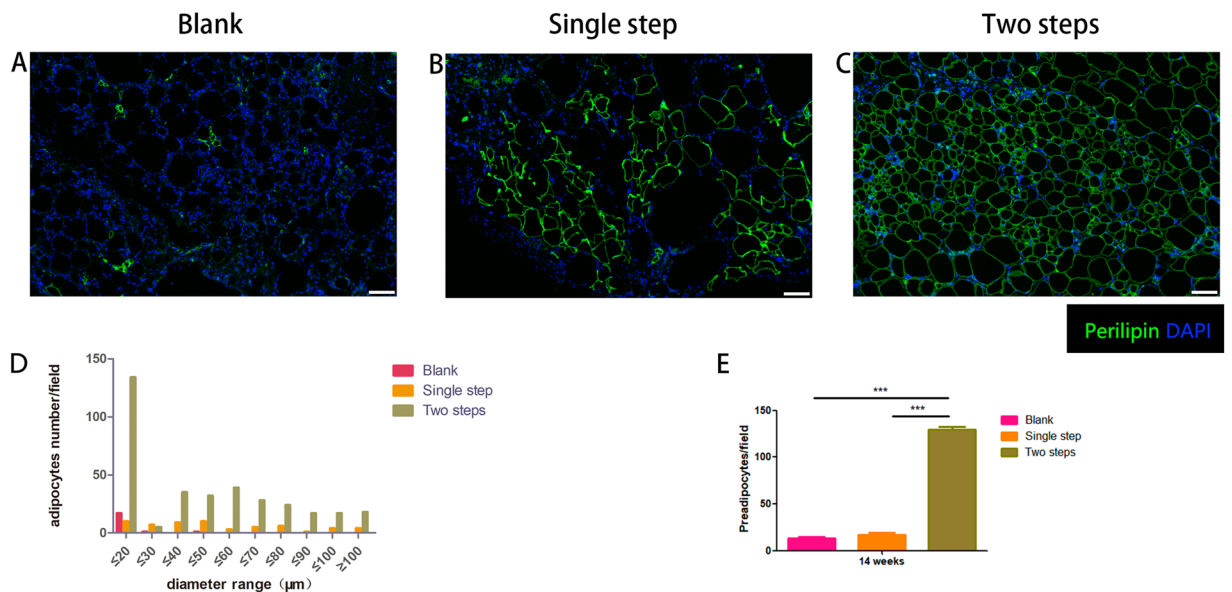 Blank Single step Two steps
A B C
Perilipin DAPI
D
150
100
50
0
adipocytes number/field
≤20 ≤30 ≤40 ≤50 ≤60 ≤70 ≤80 ≤90 ≤100 ≥100
diameter range（μm）
Blank
Single step
Two steps
E
150
100
50
0
Preadipocytes/field
***
***
14 weeks
Blank
Single step
Two steps